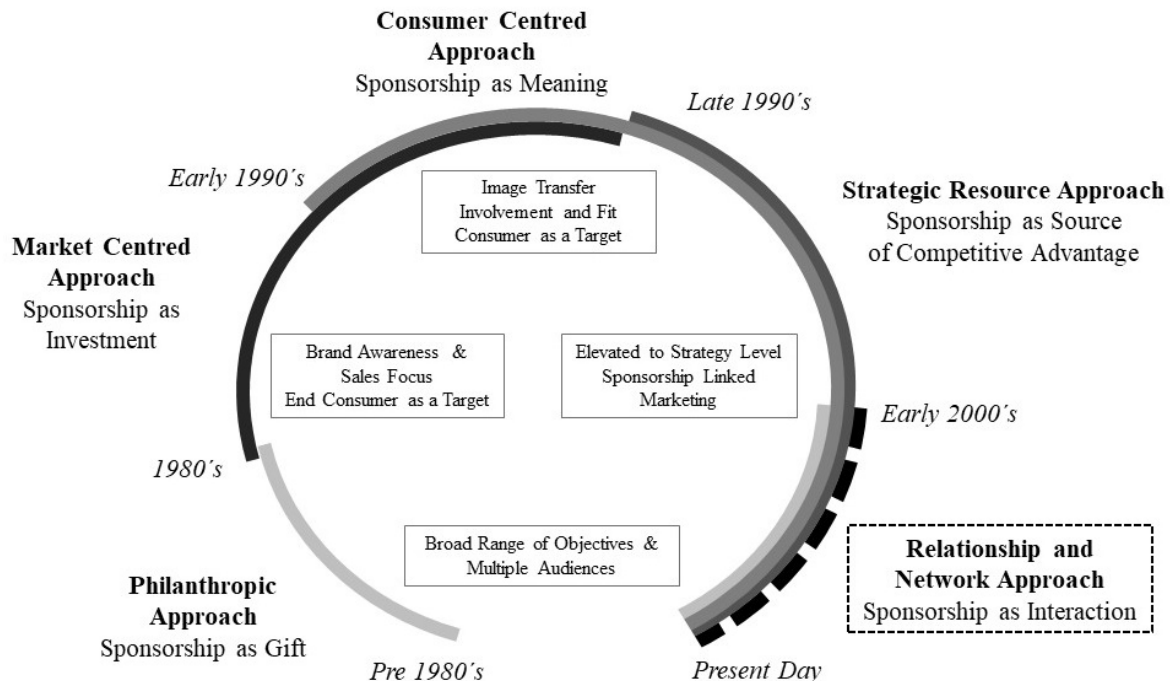 Consumer Centred
Approach
Sponsorship as Meaning
Late 1990´s
Early 1990´s
Image Transfer
Involvement and Fit
Consumer as a Target
Strategic Resource Approach
Sponsorship as Source
of Competitive Advantage
Market Centred
Approach
Sponsorship as
Investment
Brand Awareness &
Sales Focus
End Consumer as a Target
Elevated to Strategy Level
Sponsorship Linked
Marketing
Early 2000´s
1980´s
Broad Range of Objectives &
Multiple Audiences
Relationship and
Network Approach
Sponsorship as Interaction
Philanthropic
Approach
Sponsorship as Gift
Pre 1980´s
Present Day